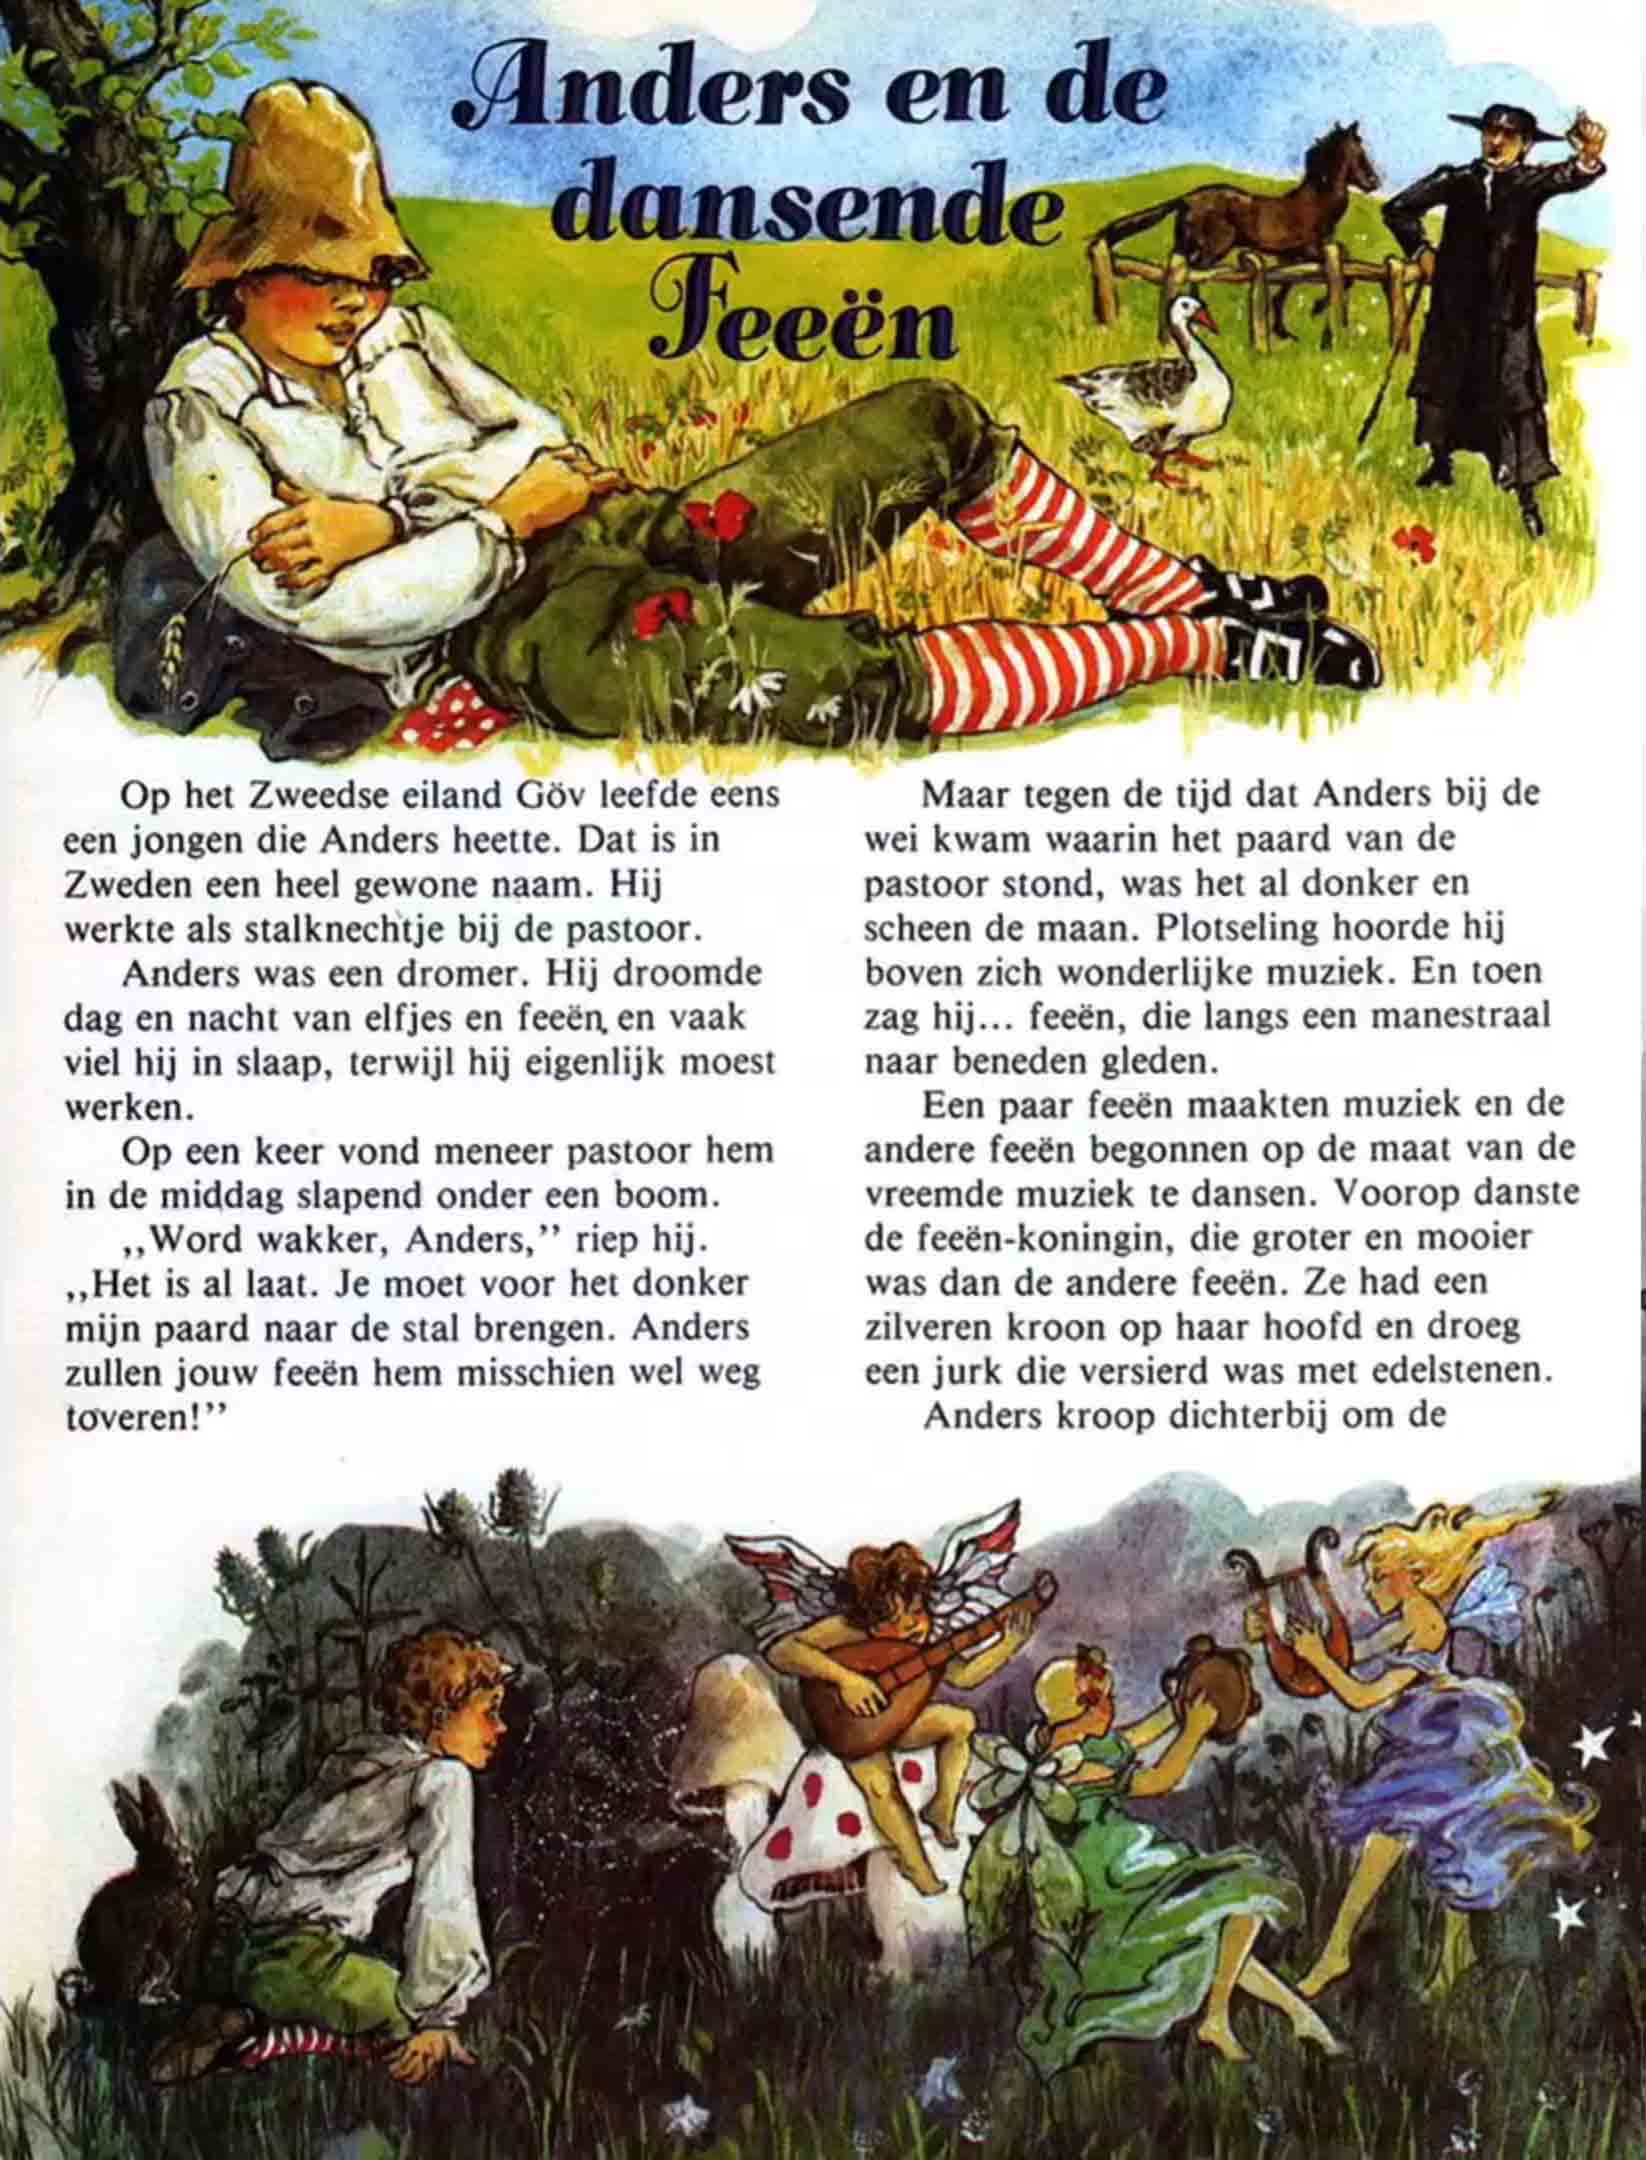 Anders en de
dansende
Feeën
Op het Zweedse eiland Göv leefde eens
een jongen die Anders heette. Dat is in
Zweden een heel gewone naam. Hij
werkte als stalknechtje bij de pastoor.
Anders was een dromer. Hij droomde
dag en nacht van elfjes en feeën, en vaak
viel hij in slaap, terwijl hij eigenlijk moest
werken.
Op een keer vond meneer pastoor hem
in de middag slapend onder een boom.
,,Word wakker, Anders,” riep hij.
,,Het is al laat. Je moet voor het donker
mijn paard naar de stal brengen. Anders
zullen jouw feeën hem misschien wel weg
toveren!”
Maar tegen de tijd dat Anders bij de
wei kwam waarin het paard van de
pastoor stond, was het al donker en
scheen de maan. Plotseling hoorde hij
boven zich wonderlijke muziek. En toen
zag hij... feeën, die langs een manestraal
naar beneden gleden.
Een paar feeën maakten muziek en de
andere feeën begonnen op de maat van de
vreemde muziek te dansen. Voorop danste
de feeën-koningin, die groter en mooier
was dan de andere feeën. Ze had een
zilveren kroon op haar hoofd en droeg
een jurk die versierd was met edelstenen.
Anders kroop dichterbij om de